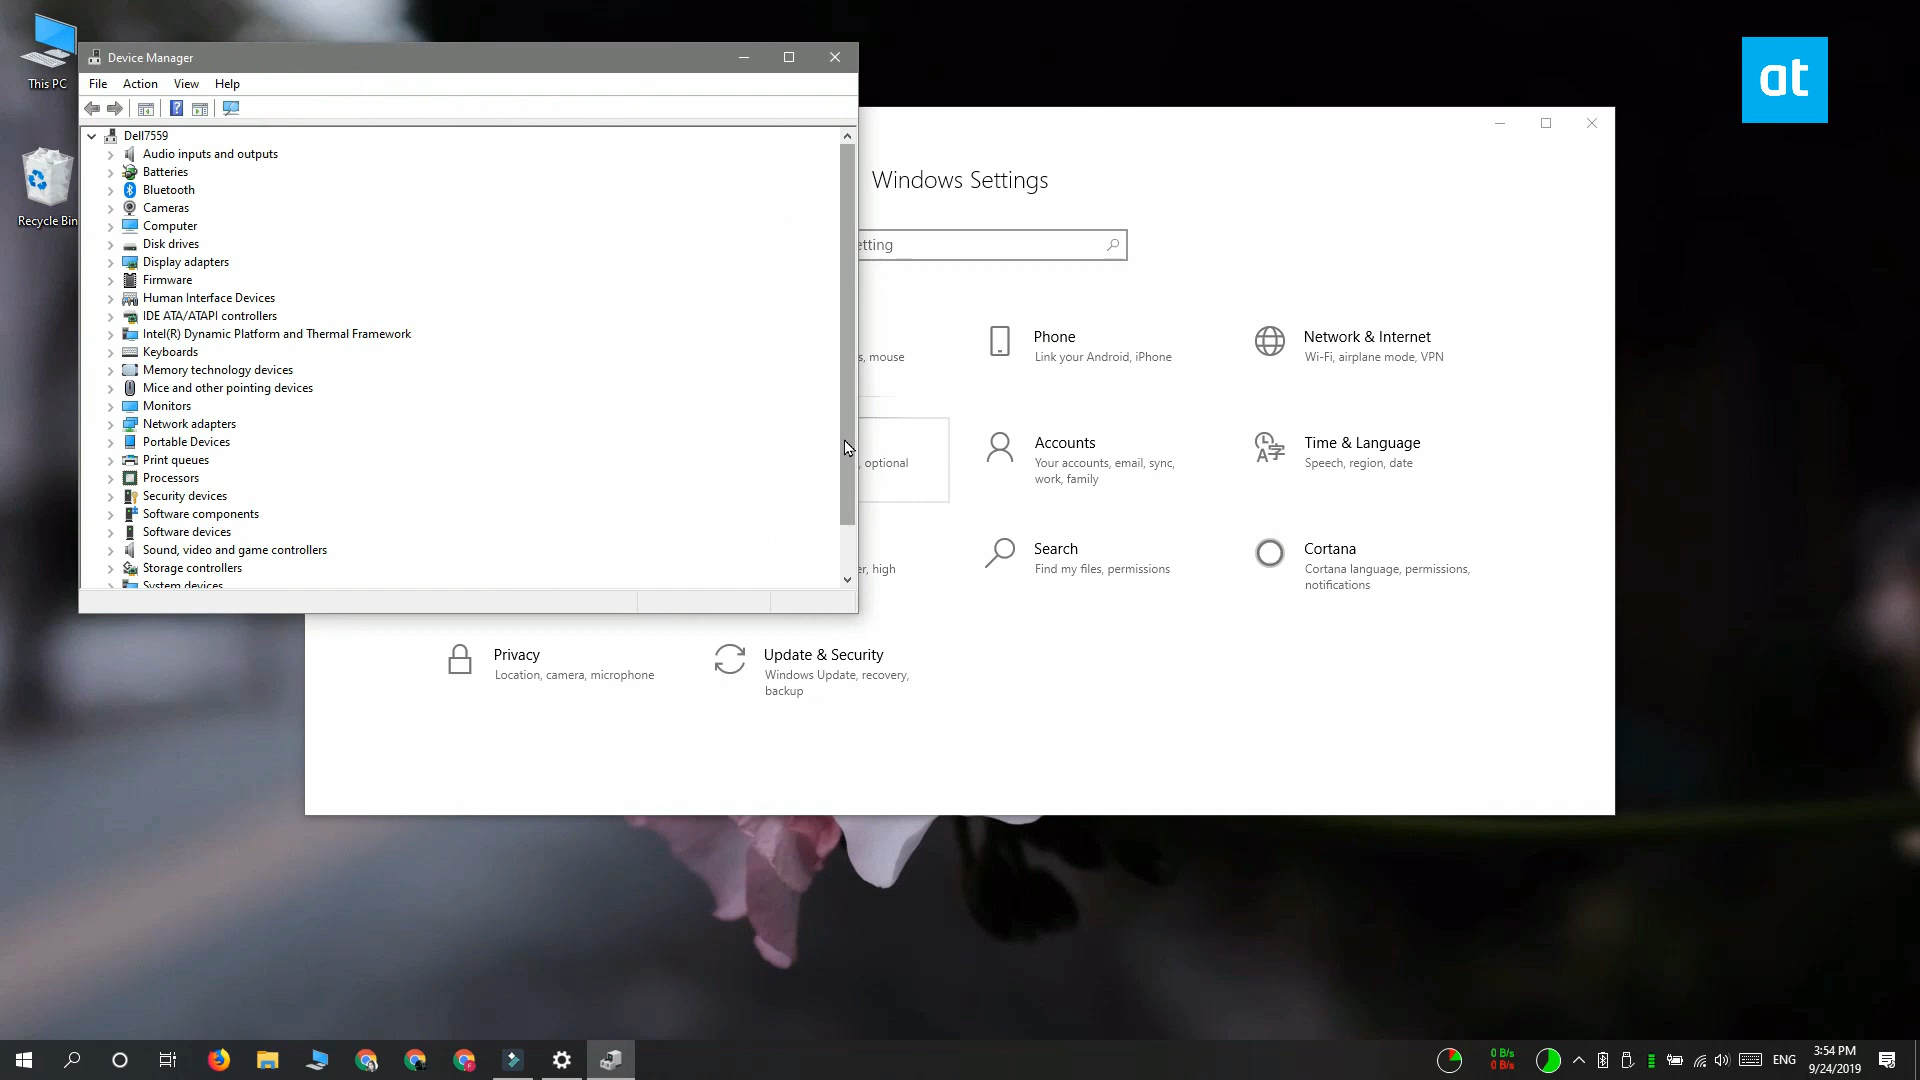 This PC
Recycle Bin
Device Manager
File Action View Help
Dell7559
Audio inputs and outputs
Batteries
Bluetooth
Cameras
Computer
Disk drives
Display adapters
Firmware
Human Interface Devices
IDE ATA/ATAPI controllers
Intel(R) Dynamic Platform and Thermal Framework
Keyboards
Memory technology devices
Mice and other pointing devices
Monitors
Network adapters
Portable Devices
Print queues
Processors
Security devices
Software components
Software devices
Sound, video and game controllers
Storage controllers
System devices
at
Windows Settings
etting
s, mouse
Phone
Link your Android, iPhone
Network & Internet
Wi-Fi, airplane mode, VPN
, optional
Accounts
Your accounts, email, sync,
work, family
Time & Language
Speech, region, date
er, high
Search
Find my files, permissions
Cortana
Cortana language, permissions,
notifications
Privacy
Location, camera, microphone
Update & Security
Windows Update, recovery,
backup
0 B/s
0 B/s
ENG
3:54 PM
9/24/2019